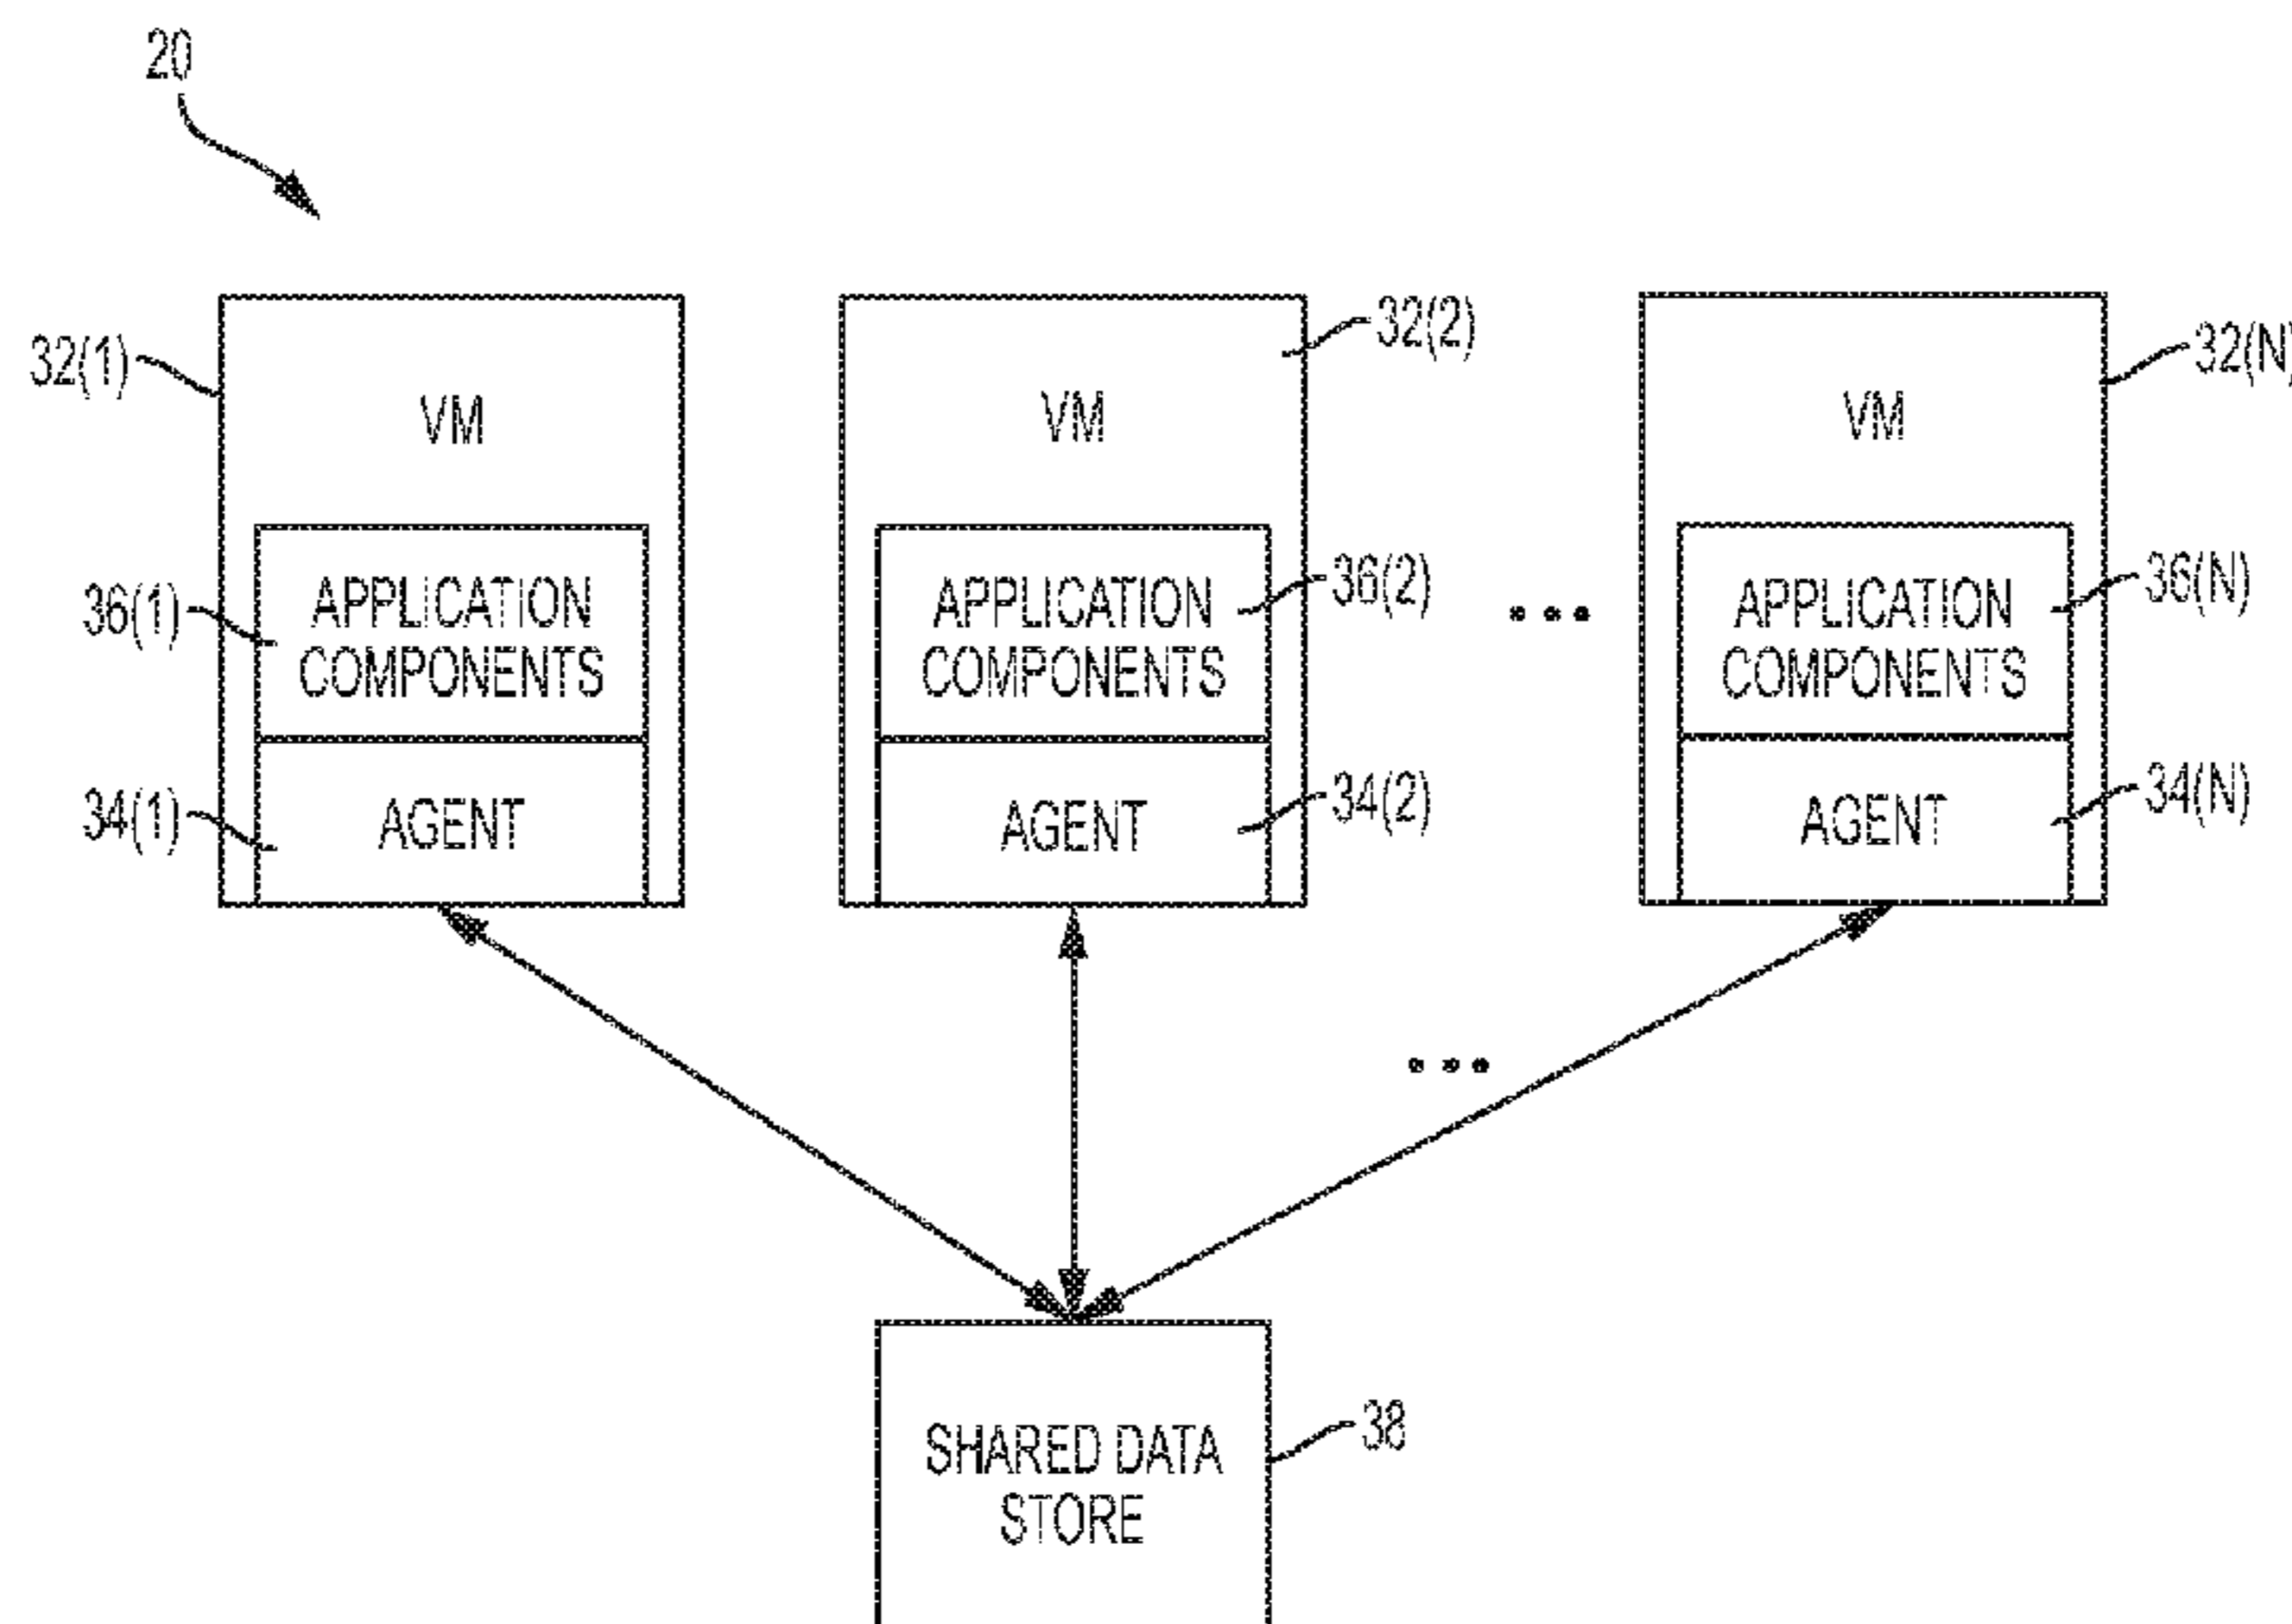 20
32(1)
VM
32(2)
VM
32(N)
VM
36(1)
APPLICATION
COMPONENTS
36(2)
APPLICATION
COMPONENTS
...
36(N)
APPLICATION
COMPONENTS
34(1)
AGENT
34(2)
AGENT
34(N)
AGENT
...
38
SHARED DATA
STORE